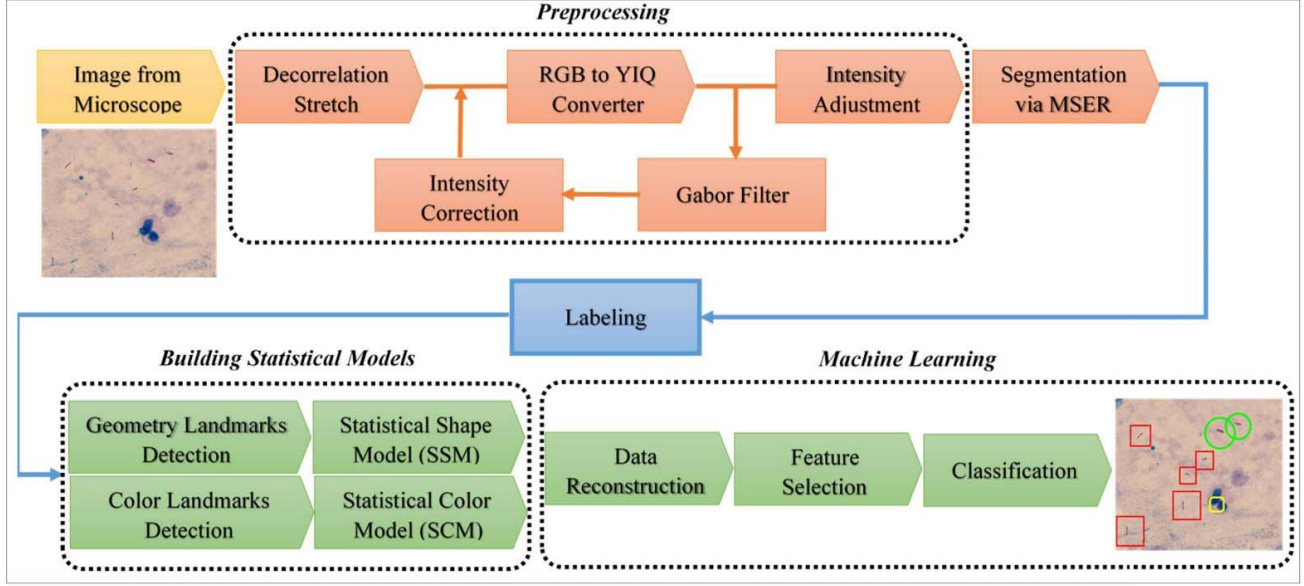 Preprocessing
Image from
Microscope
Decorrelation
Stretch
RGB to YIQ
Converter
Intensity
Adjustment
Segmentation
via MSER
Intensity
Correction
Gabor Filter
Labeling
Building Statistical Models
Machine Learning
Geometry Landmarks
Detection
Statistical Shape
Model (SSM)
Color Landmarks
Detection
Statistical Color
Model (SCM)
Data
Reconstruction
Feature
Selection
Classification